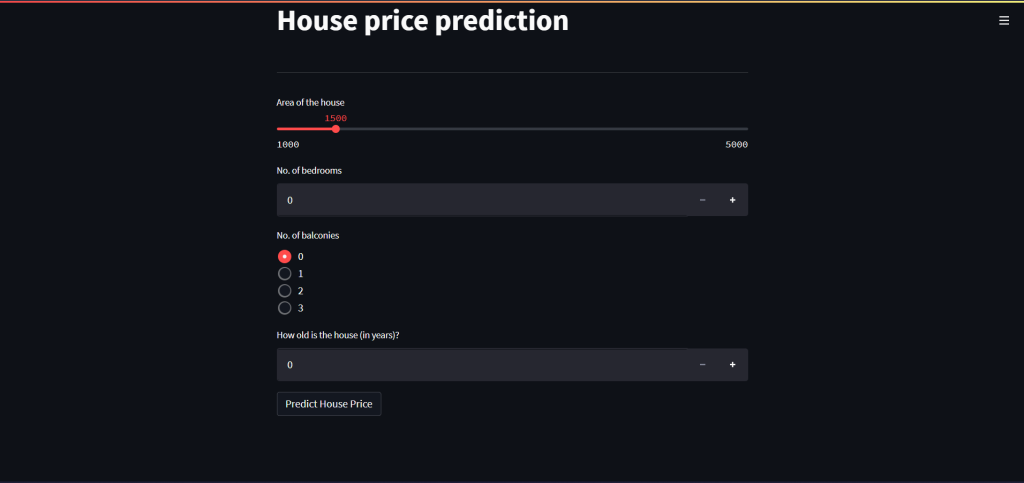 House price prediction
Area of the house
1500
1000 5000
No. of bedrooms
0
No. of balconies
0
1
2
3
How old is the house (in years)?
0
Predict House Price